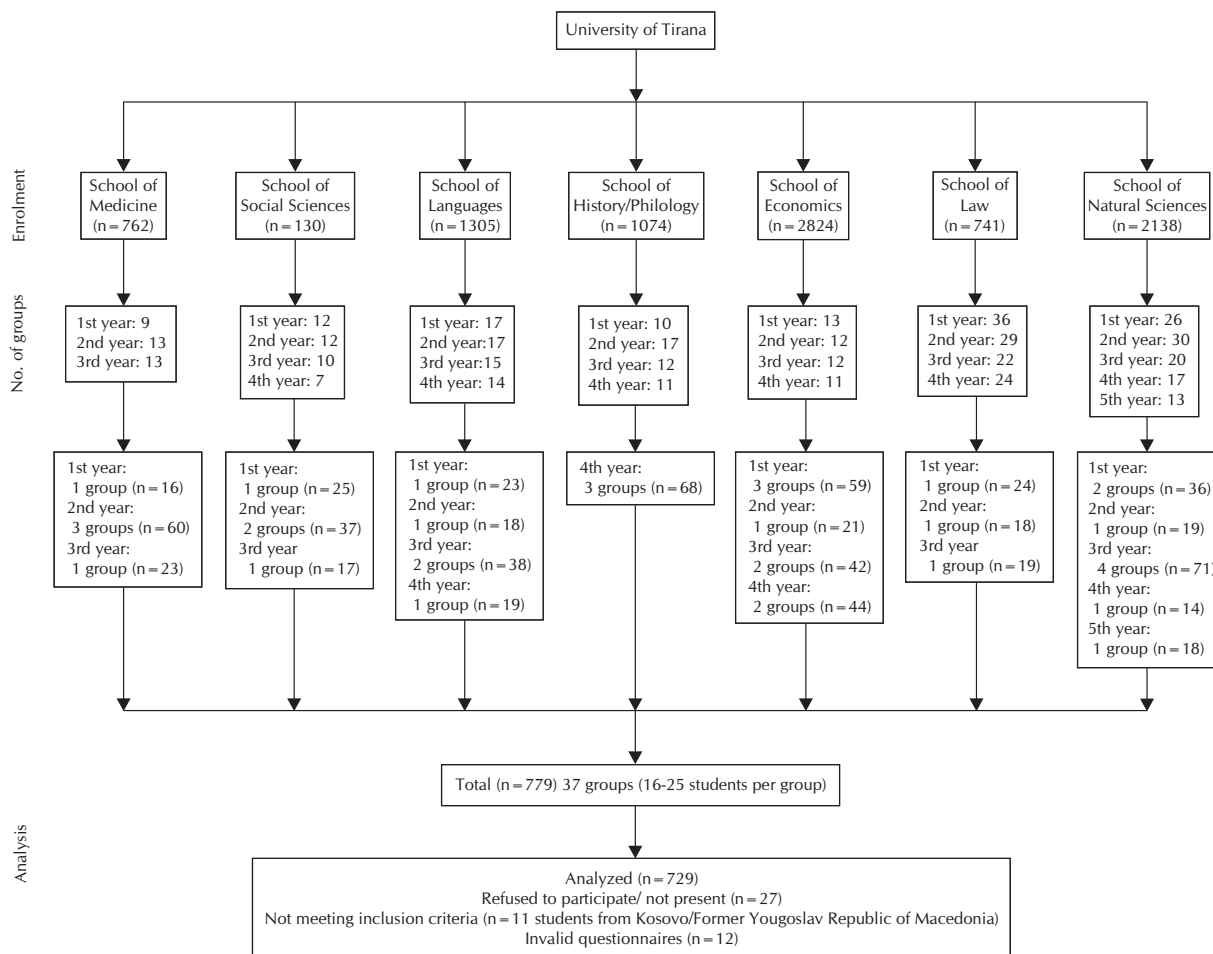 University of Tirana
Enrolment
School of
Medicine
(n=762)
School of
Social Sciences
(n=130)
School of
Languages
(n=1305)
School of
History/Philology
(n=1074)
School of
Economics
(n=2824)
School of
Law
(n=741)
School of
Natural Sciences
(n=2138)
No. of groups
1st year: 9
2nd year: 13
3rd year: 13
1st year: 12
2nd year: 12
3rd year: 10
4th year: 7
1st year: 17
2nd year:17
3rd year:15
4th year: 14
1st year: 10
2nd year: 17
3rd year: 12
4th year: 11
1st year: 13
2nd year: 12
3rd year: 12
4th year: 11
1st year: 36
2nd year: 29
3rd year: 22
4th year: 24
1st year: 26
2nd year: 30
3rd year: 20
4th year: 17
5th year: 13
1st year:
1 group (n=16)
2nd year:
3 groups (n=60)
3rd year:
1 group (n=23)
1st year:
1 group (n=25)
2nd year:
2 groups (n=37)
3rd year
1 group (n=17)
1st year:
1 group (n=23)
2nd year:
1 group (n=18)
3rd year:
2 groups (n=38)
4th year:
1 group (n=19)
4th year:
3 groups (n=68)
1st year:
3 groups (n=59)
2nd year:
1 group (n=21)
3rd year:
2 groups (n=42)
4th year:
2 groups (n=44)
1st year:
1 group (n=24)
2nd year:
1 group (n=18)
3rd year
1 group (n=19)
1st year:
2 groups (n=36)
2nd year:
1 group (n=19)
3rd year:
4 groups (n=71)
4th year:
1 group (n=14)
5th year:
1 group (n=18)
Total (n=779) 37 groups (16-25 students per group)
Analysis
Analyzed (n=729)
Refused to participate/ not present (n=27)
Not meeting inclusion criteria (n=11 students from Kosovo/Former Yougoslav Republic of Macedonia)
Invalid questionnaires (n=12)